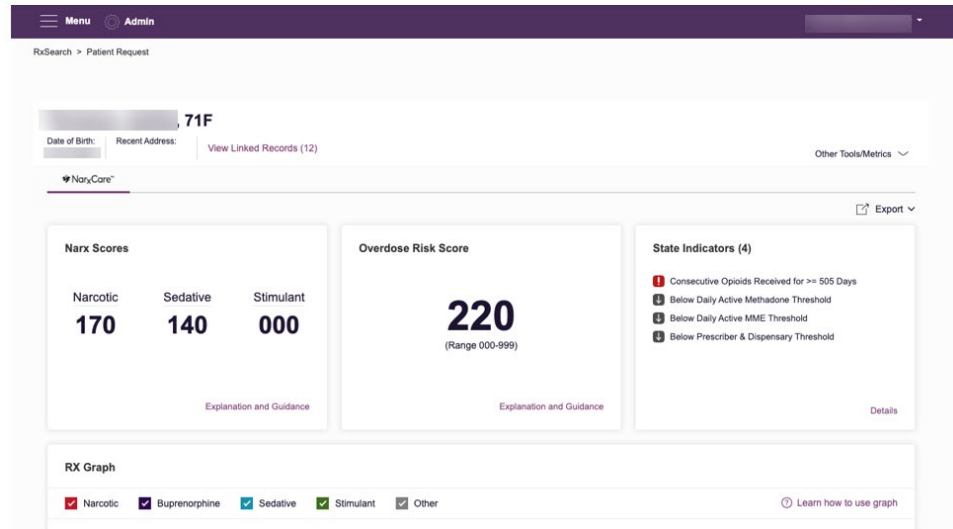 Menu Admin
RxSearch > Patient Request
, 71F
Date of Birth: Recent Address: View Linked Records (12)
Other Tools/Metrics
NarxCare™
Export
Narx Scores
Narcotic Sedative Stimulant
170 140 000
Explanation and Guidance
Overdose Risk Score
220
(Range 000-999)
Explanation and Guidance
State Indicators (4)
Consecutive Opioids Received for >= 505 Days
Below Daily Active Methadone Threshold
Below Daily Active MME Threshold
Below Prescriber & Dispensary Threshold
Details
RX Graph
Narcotic Buprenorphine Sedative Stimulant Other
Learn how to use graph